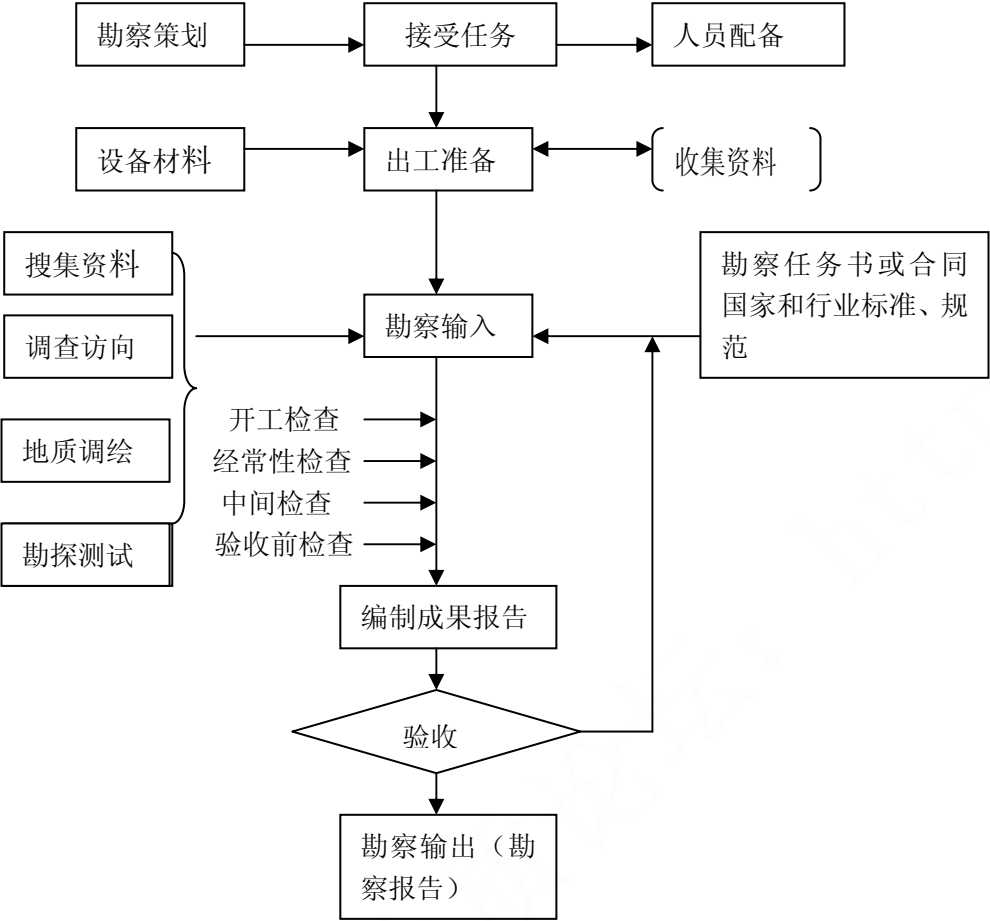 勘察策划
接受任务
人员配备
设备材料
出工准备
收集资料
搜集资料
调查访向
地质调绘
勘探测试
勘察输入
勘察任务书或合同
国家和行业标准、规
范
开工检查
经常性检查
中间检查
验收前检查
编制成果报告
验收
勘察输出（勘
察报告）